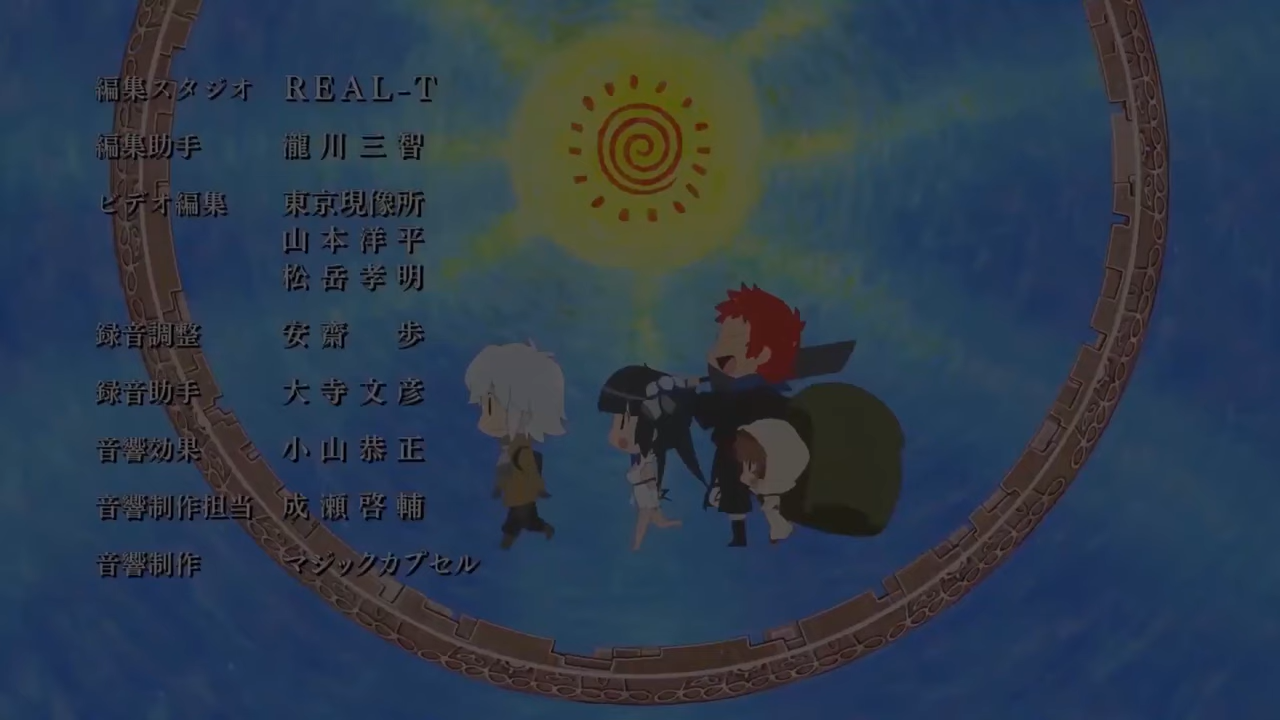 編集スタジオ REAL-T
編集助手 瀧川三智
ビデオ編集 東京現像所
山本洋平
松岳孝明
録音調整 安齋 歩
録音助手 大寺文彦
音響効果 小山恭正
音響制作担当 成瀬啓輔
音響制作 マジックカプセル